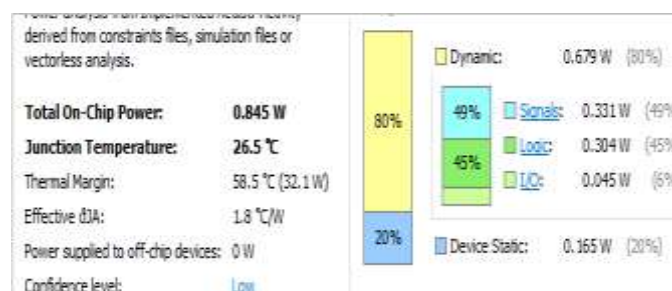 derived from constraints files, simulation files or
vectorless analysis.
Total On-Chip Power: 0.845 W
Junction Temperature: 26.5 °C
Thermal Margin: 58.5 °C (32.1 W)
Effective ϑJA: 1.8 °C/W
Power supplied to off-chip devices: 0 W
Confidence level: Low
80%
20%
Dynamic: 0.679 W (80%)
49% Signals: 0.331 W (49%
45% Logic: 0.304 W (45%
I/O: 0.045 W (6%
Device Static: 0.165 W (20%)